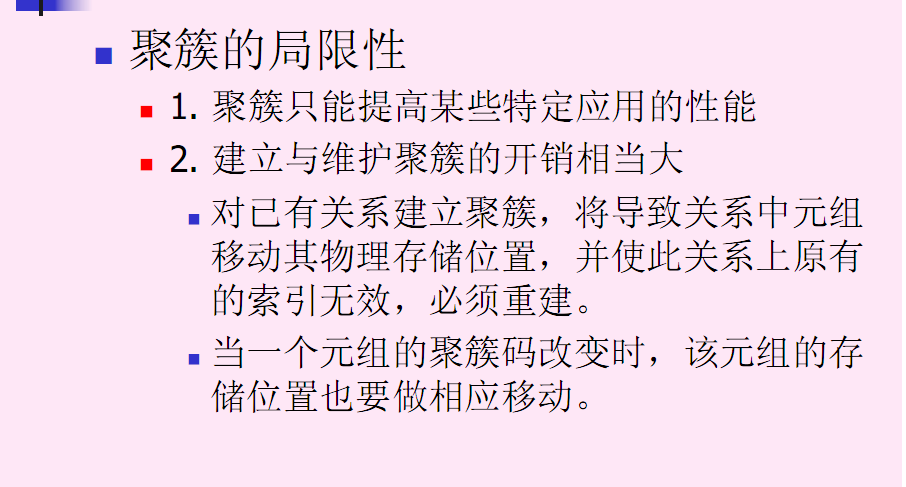 聚簇的局限性
1. 聚簇只能提高某些特定应用的性能
2. 建立与维护聚簇的开销相当大
对已有关系建立聚簇，将导致关系中元组
移动其物理存储位置，并使此关系上原有
的索引无效，必须重建。
当一个元组的聚簇码改变时，该元组的存
储位置也要做相应移动。